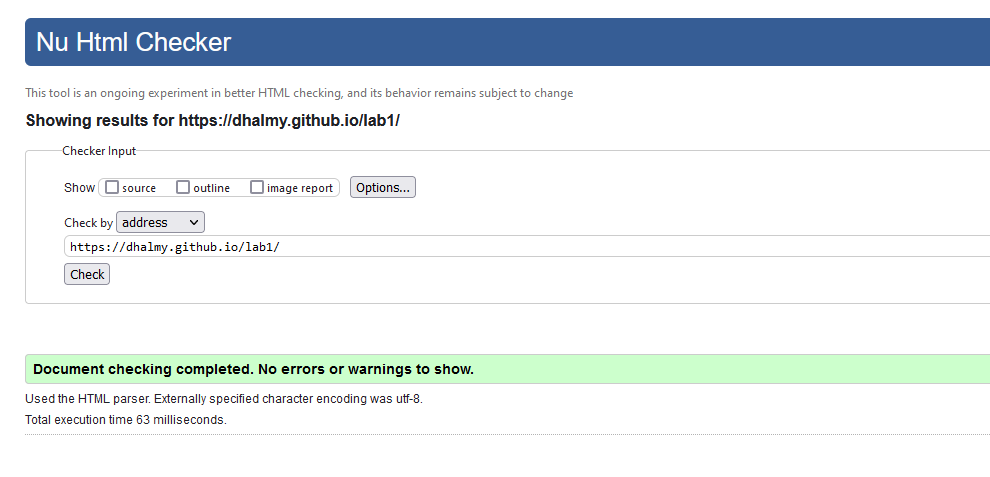 Nu Html Checker
This tool is an ongoing experiment in better HTML checking, and its behavior remains subject to change
Showing results for https://dhalmy.github.io/lab1/
Checker Input
Show source outline image report Options...
Check by address
https://dhalmy.github.io/lab1/
Check
Document checking completed. No errors or warnings to show.
Used the HTML parser. Externally specified character encoding was utf-8.
Total execution time 63 milliseconds.